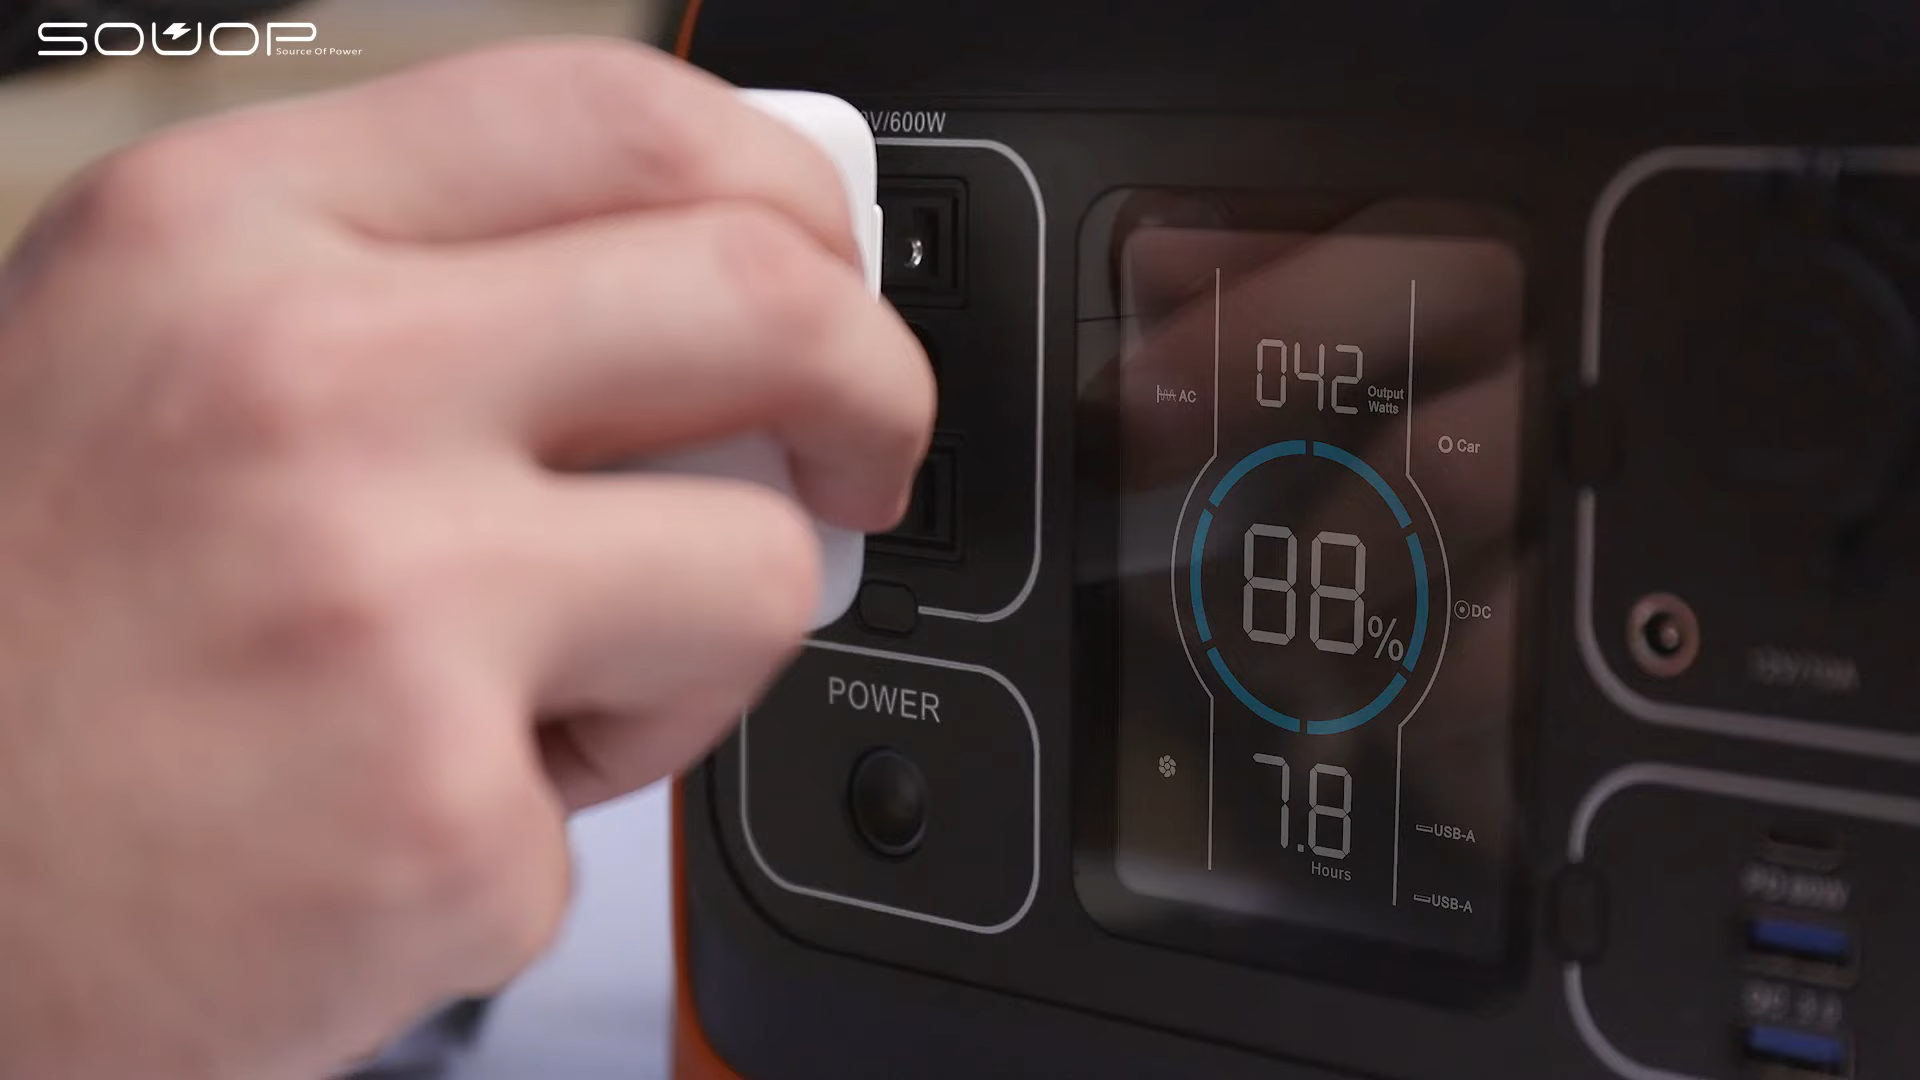 SOUOP
Source Of Power
V/600W
042
Output
Watts
AC
Car
88%
DC
POWER
7.8
Hours
USB-A
USB-A